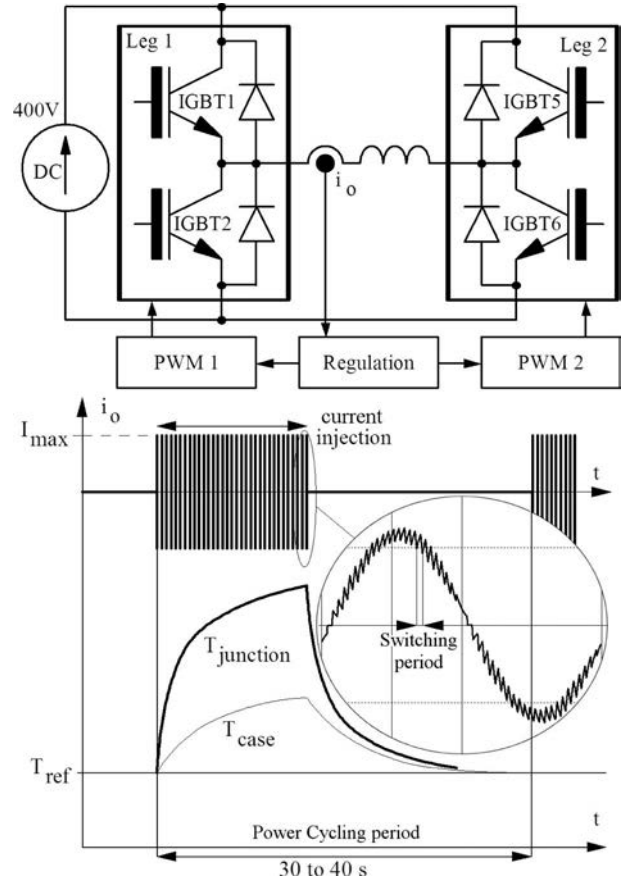 Leg 1
Leg 2
400V
IGBT1
IGBT5
DC
i o
IGBT2
IGBT6
PWM 1
Regulation
PWM 2
i o
I max
current
injection
t
Switching
period
T junction
T case
T ref
Power Cycling period
t
30 to 40 s